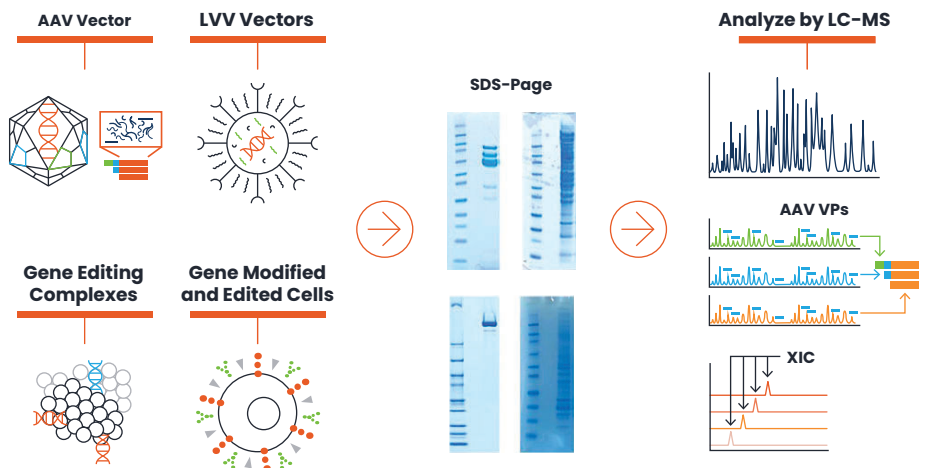 AAV Vector
LVV Vectors
Gene Editing
Complexes
Gene Modified
and Edited Cells
SDS-Page
Analyze by LC-MS
AAV VPs
XIC